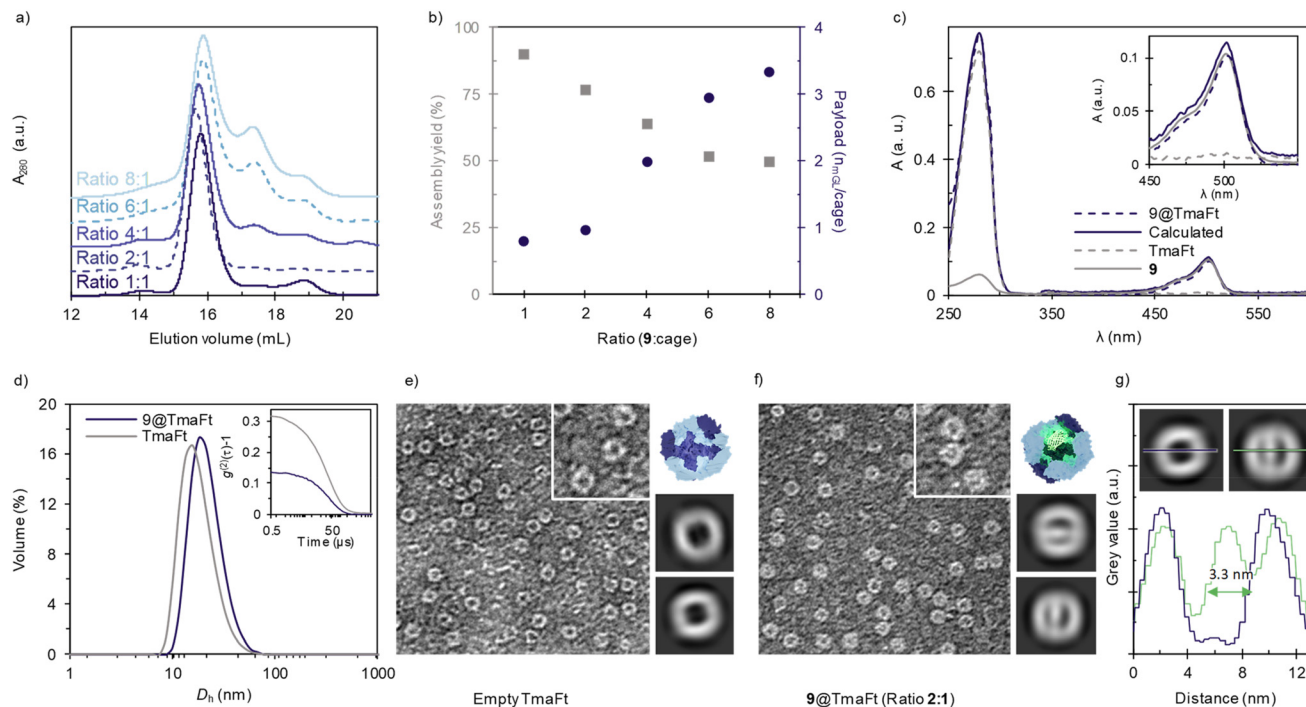 a)
A280 (a.u.)
Ratio 8:1
Ratio 6:1
Ratio 4:1
Ratio 2:1
Ratio 1:1
12 14 16 18 20
Elution volume (mL)
b)
100
75
50
25
0
Assembly yield (%)
4
3
2
1
0
Payload (nmGL/cage)
1 2 4 6 8
Ratio (9:cage)
c)
A (a. u.)
0.6
0.4
0.2
0
250 350 450 550
λ (nm)
A (a.u.)
0.1
0.05
0
450 500
λ (nm)
9@TmaFt
Calculated
TmaFt
9
d)
Volume (%)
20
16
12
8
4
0
1 10 100 1000
Dh (nm)
9@TmaFt
TmaFt
g(2)(τ)-1
0.3
0.2
0.1
0
0.5 50
Time (µs)
e)
Empty TmaFt
f)
9@TmaFt (Ratio 2:1)
g)
Grey value (a.u.)
3.3 nm
0 4 8 12
Distance (nm)